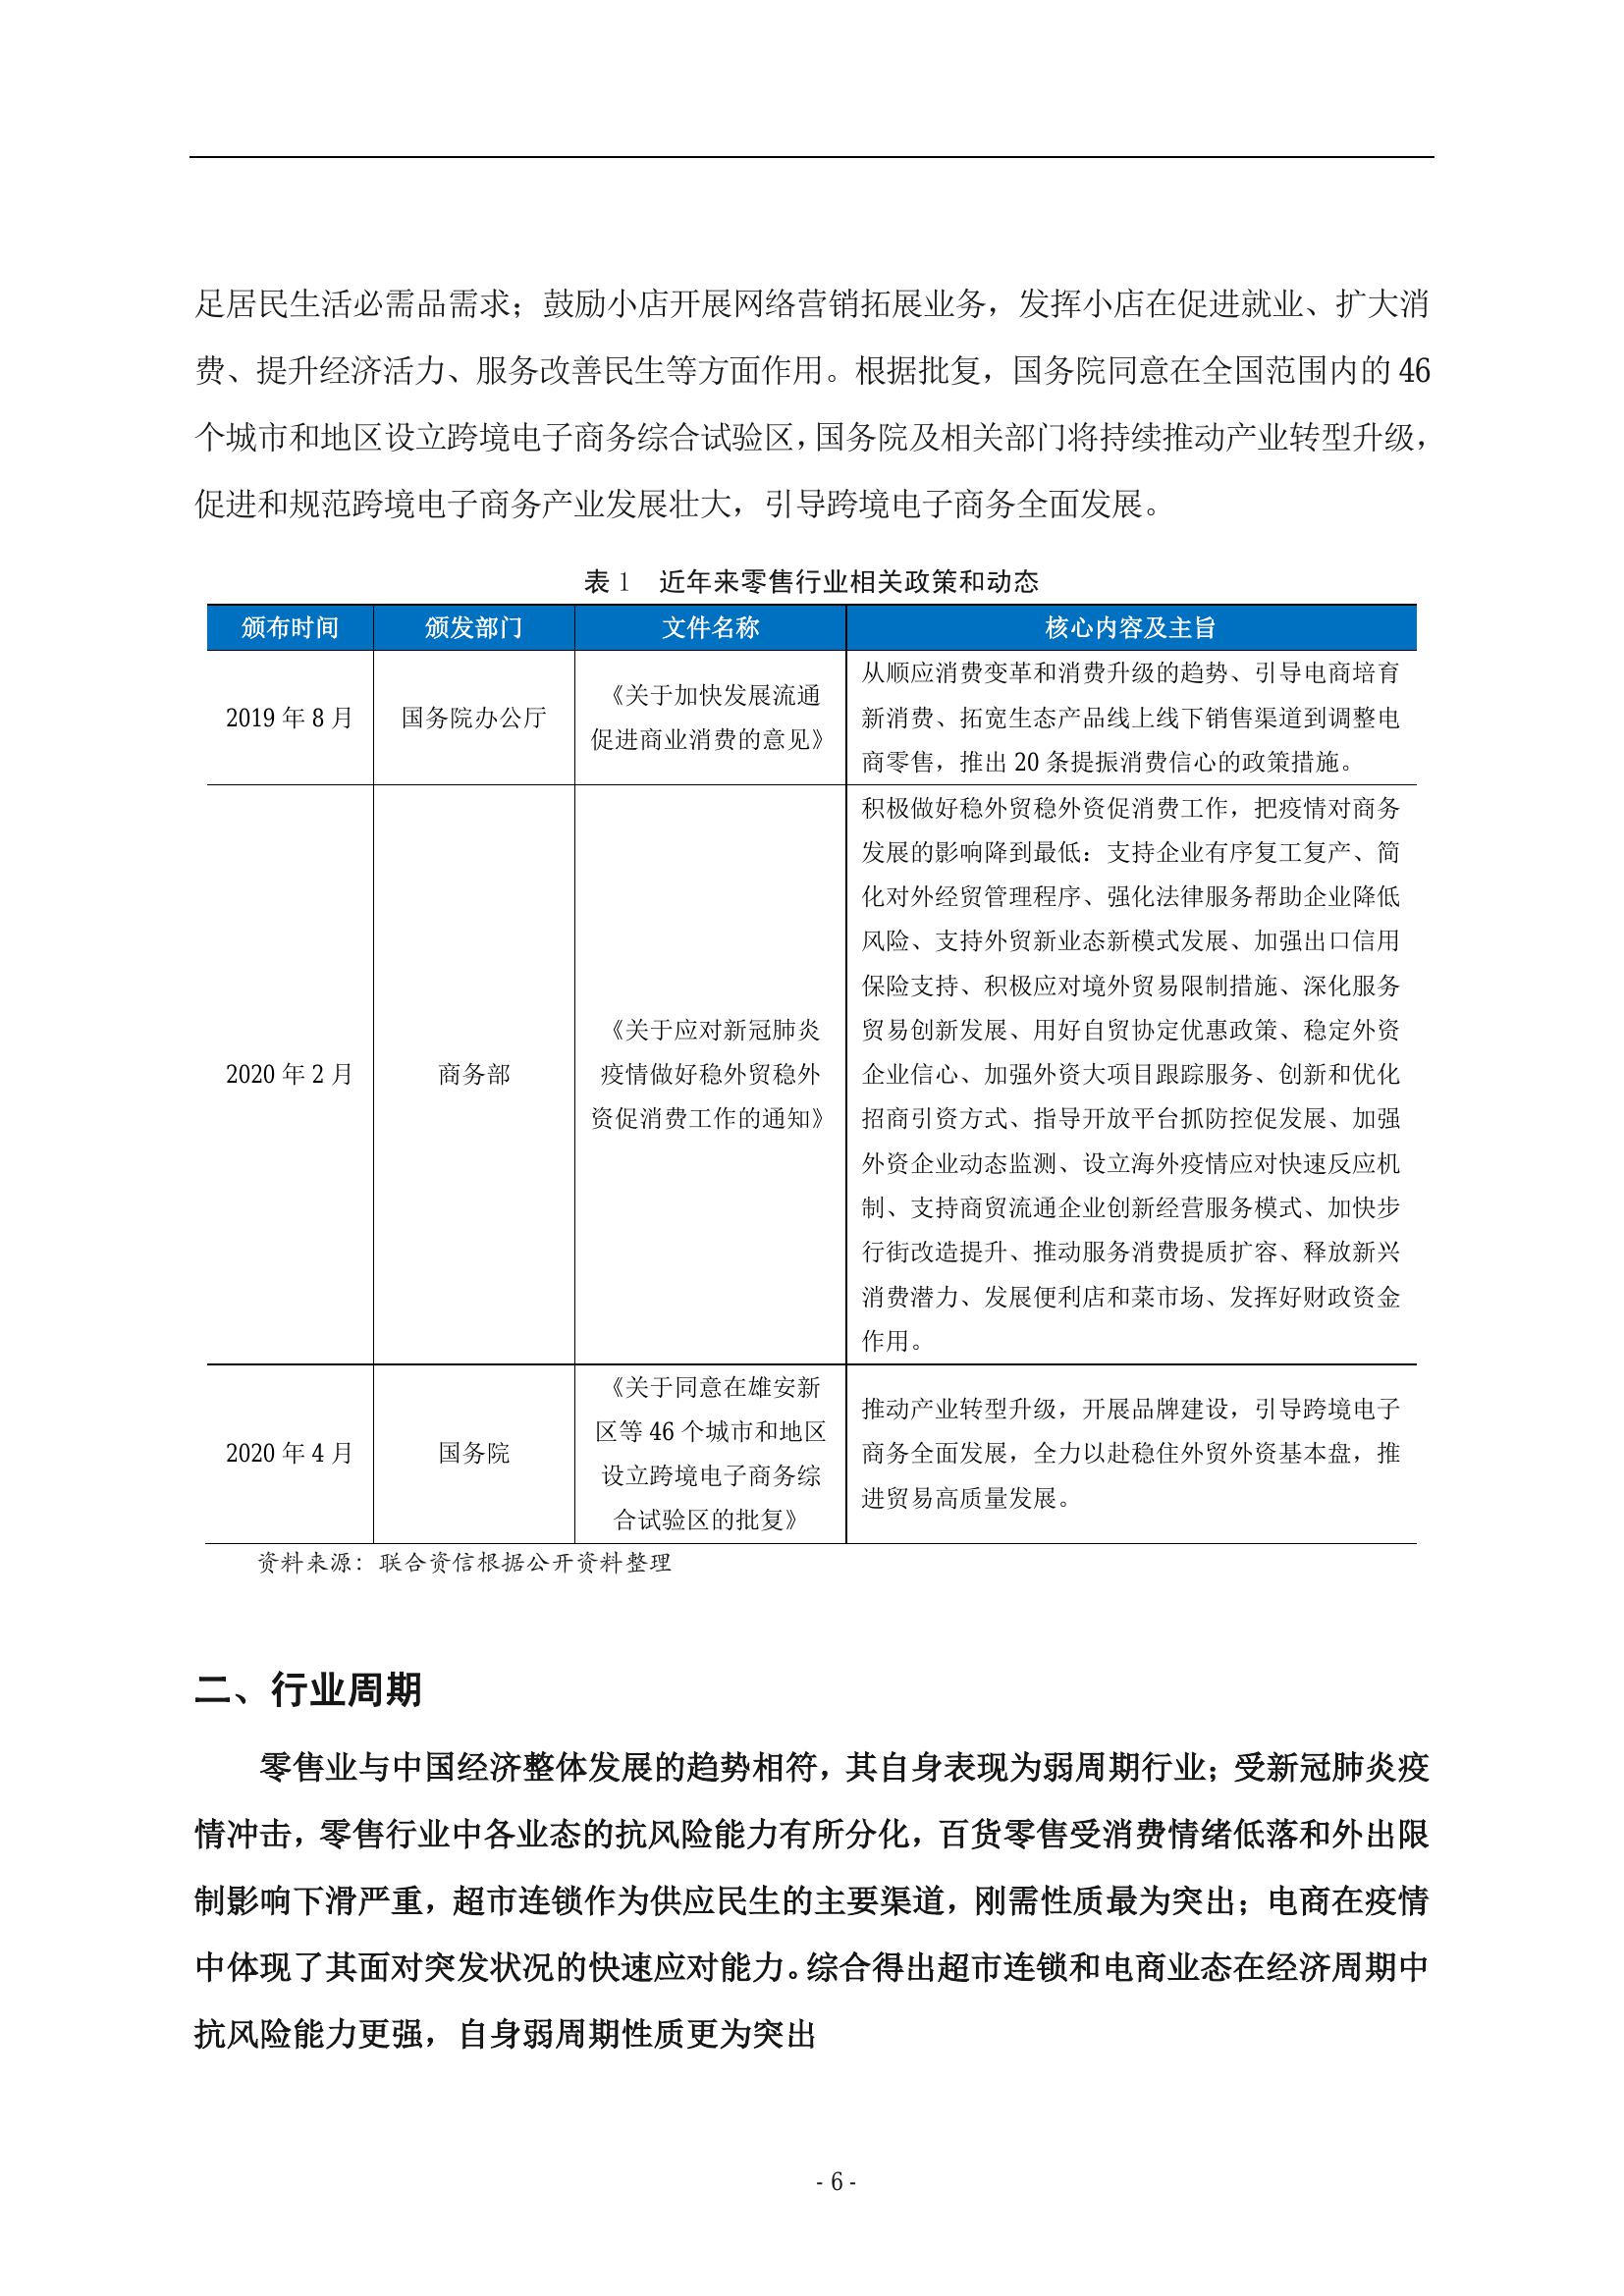 足居民生活必需品需求；鼓励小店开展网络营销拓展业务，发挥小店在促进就业、扩大消
费、提升经济活力、服务改善民生等方面作用。根据批复，国务院同意在全国范围内的 46
个城市和地区设立跨境电子商务综合试验区，国务院及相关部门将持续推动产业转型升级，
促进和规范跨境电子商务产业发展壮大，引导跨境电子商务全面发展。
表 1 近年来零售行业相关政策和动态
颁布时间 颁发部门 文件名称 核心内容及主旨
2019 年 8 月
国务院办公厅
《关于加快发展流通
促进商业消费的意见》
从顺应消费变革和消费升级的趋势、引导电商培育
新消费、拓宽生态产品线上线下销售渠道到调整电
商零售，推出 20 条提振消费信心的政策措施。
2020 年 2 月
商务部
《关于应对新冠肺炎
疫情做好稳外贸稳外
资促消费工作的通知》
积极做好稳外贸稳外资促消费工作，把疫情对商务
发展的影响降到最低：支持企业有序复工复产、简
化对外经贸管理程序、强化法律服务帮助企业降低
风险、支持外贸新业态新模式发展、加强出口信用
保险支持、积极应对境外贸易限制措施、深化服务
贸易创新发展、用好自贸协定优惠政策、稳定外资
企业信心、加强外资大项目跟踪服务、创新和优化
招商引资方式、指导开放平台抓防控促发展、加强
外资企业动态监测、设立海外疫情应对快速反应机
制、支持商贸流通企业创新经营服务模式、加快步
行街改造提升、推动服务消费提质扩容、释放新兴
消费潜力、发展便利店和菜市场、发挥好财政资金
作用。
2020 年 4 月
国务院
《关于同意在雄安新
区等 46 个城市和地区
设立跨境电子商务综
合试验区的批复》
推动产业转型升级，开展品牌建设，引导跨境电子
商务全面发展，全力以赴稳住外贸外资基本盘，推
进贸易高质量发展。
资料来源：联合资信根据公开资料整理
二、行业周期
零售业与中国经济整体发展的趋势相符，其自身表现为弱周期行业；受新冠肺炎疫
情冲击，零售行业中各业态的抗风险能力有所分化，百货零售受消费情绪低落和外出限
制影响下滑严重，超市连锁作为供应民生的主要渠道，刚需性质最为突出；电商在疫情
中体现了其面对突发状况的快速应对能力。综合得出超市连锁和电商业态在经济周期中
抗风险能力更强，自身弱周期性质更为突出
- 6 -